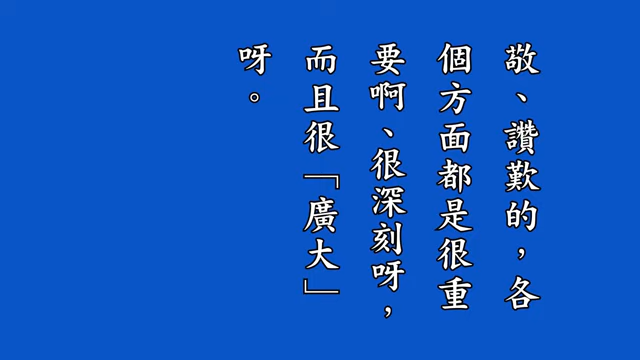 敬、讚歎的，各
個方面都是很重
要啊、很深刻呀，
而且很「廣大」
呀。